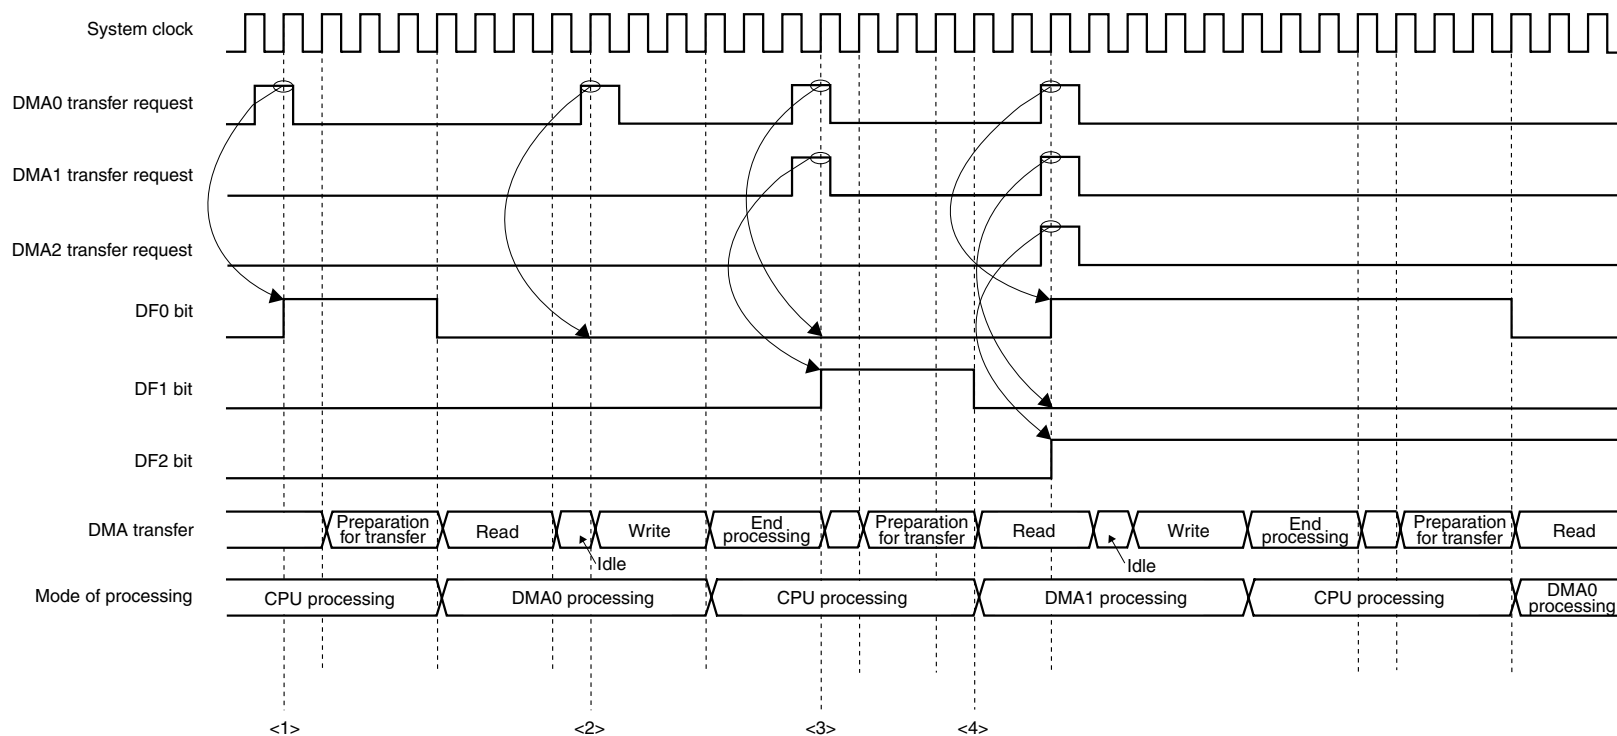 System clock
DMA0 transfer request
DMA1 transfer request
DMA2 transfer request
DF0 bit
DF1 bit
DF2 bit
DMA transfer
Preparation
for transfer
Read
Idle
Write
End
processing
Preparation
for transfer
Read
Idle
Write
End
processing
Preparation
for transfer
Read
Mode of processing
CPU processing
DMA0 processing
CPU processing
DMA1 processing
CPU processing
DMA0
processing
<1>
<2>
<3>
<4>